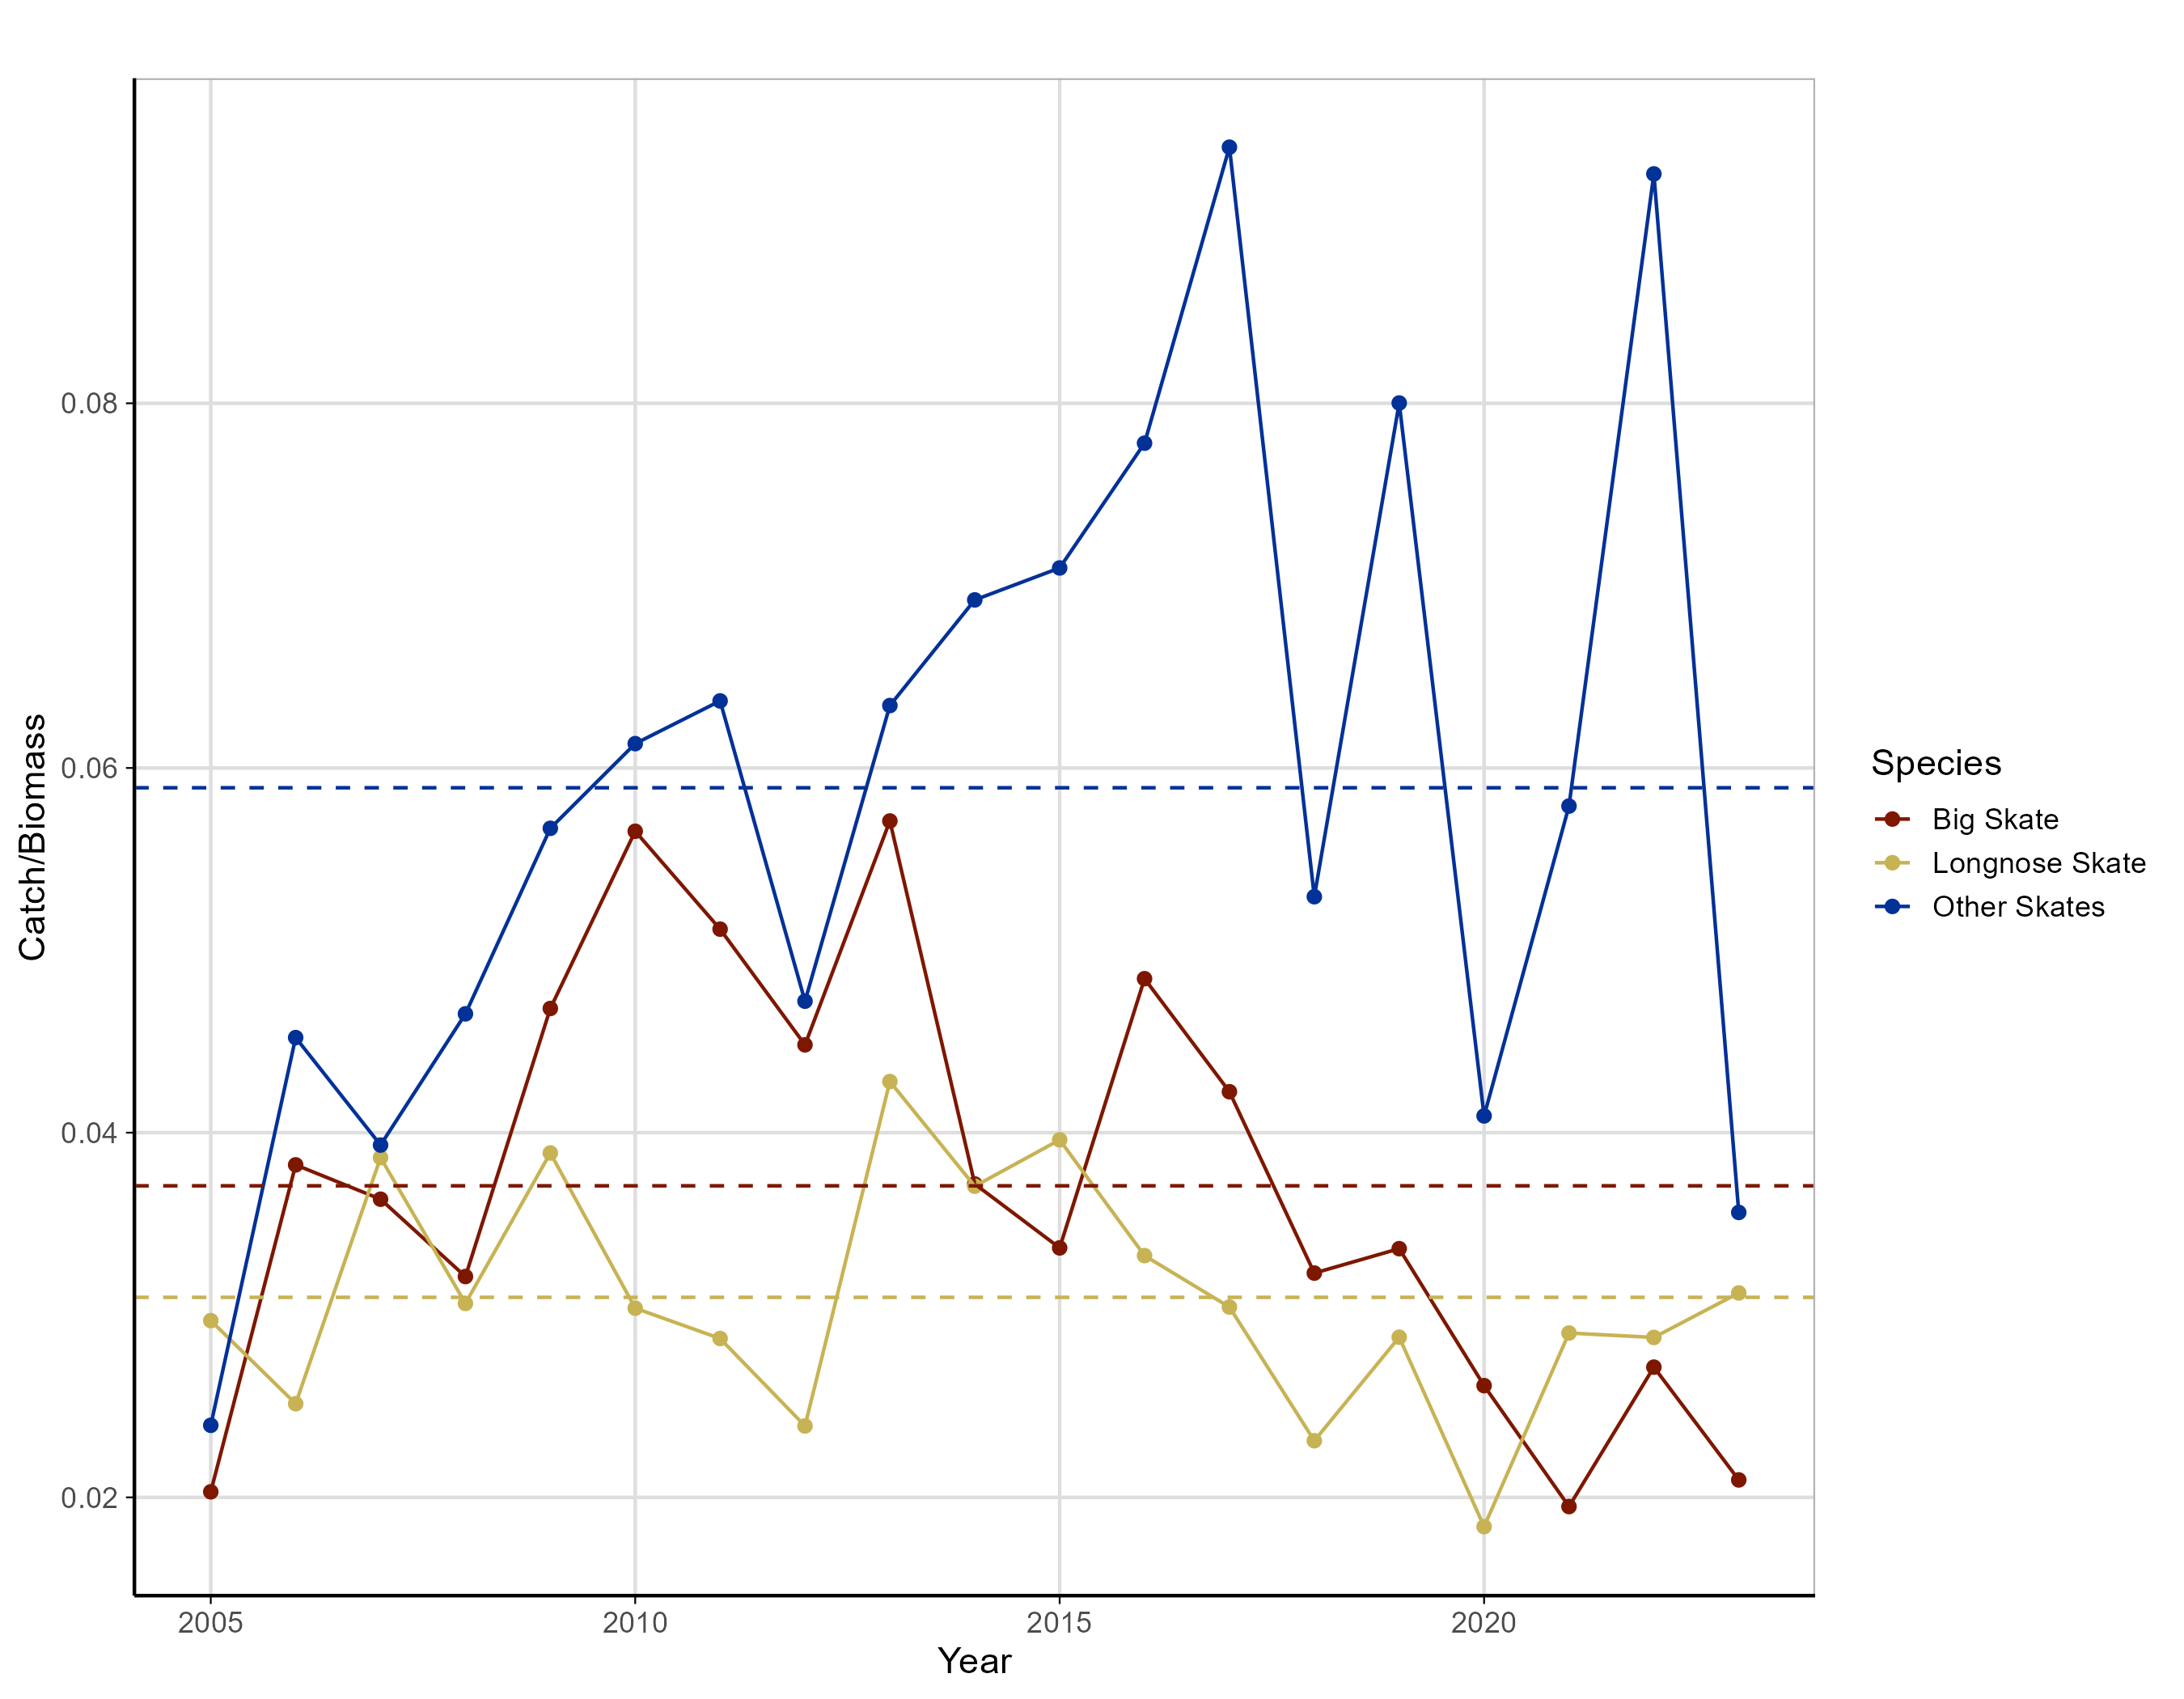 0.08
0.06
0.04
0.02
Catch/Biomass
2005
2010
2015
2020
Year
Species
Big Skate
Longnose Skate
Other Skates